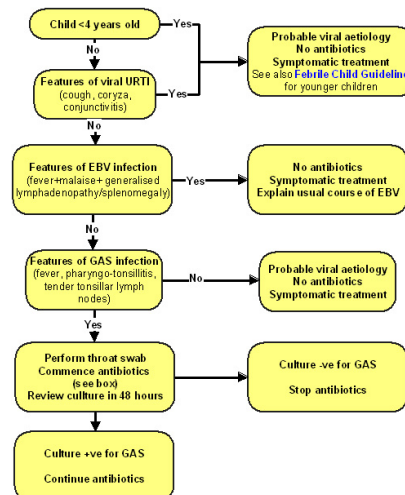 Child <4 years old
Yes
No
Probable viral aetiology
No antibiotics
Symptomatic treatment
See also Febrile Child Guideline
for younger children
Features of viral URTI
(cough, coryza,
conjunctivitis)
Yes
No
Features of EBV infection
(fever+malaise+ generalised
lymphadenopathy/splenomegaly)
Yes
No antibiotics
Symptomatic treatment
Explain usual course of EBV
No
Features of GAS infection
(fever, pharyngo-tonsillitis,
tender tonsillar lymph
nodes)
No
Probable viral aetiology
No antibiotics
Symptomatic treatment
Yes
Perform throat swab
Commence antibiotics
(see box)
Review culture in 48 hours
Culture -ve for GAS
Stop antibiotics
Culture +ve for GAS
Continue antibiotics